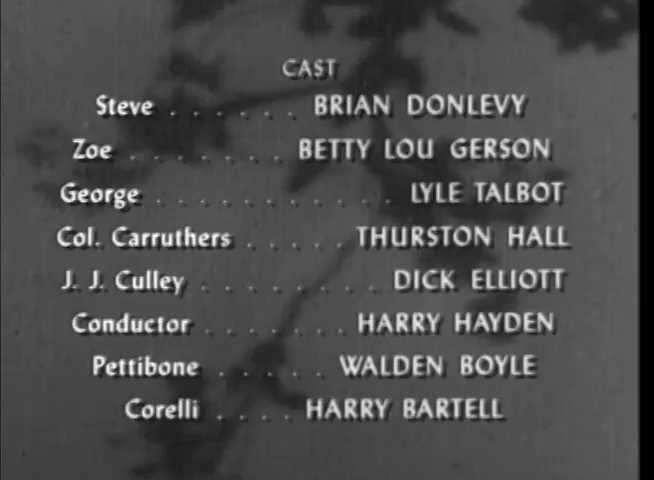 CAST
Steve . . . . . . BRIAN DONLEVY
Zoe . . . . . . . BETTY LOU GERSON
George . . . . . . . . . . . . LYLE TALBOT
Col. Carruthers . . . . . THURSTON HALL
J. J. Culley . . . . . . . . . DICK ELLIOTT
Conductor . . . . . . . HARRY HAYDEN
Pettibone . . . . . . WALDEN BOYLE
Corelli . . . . HARRY BARTELL